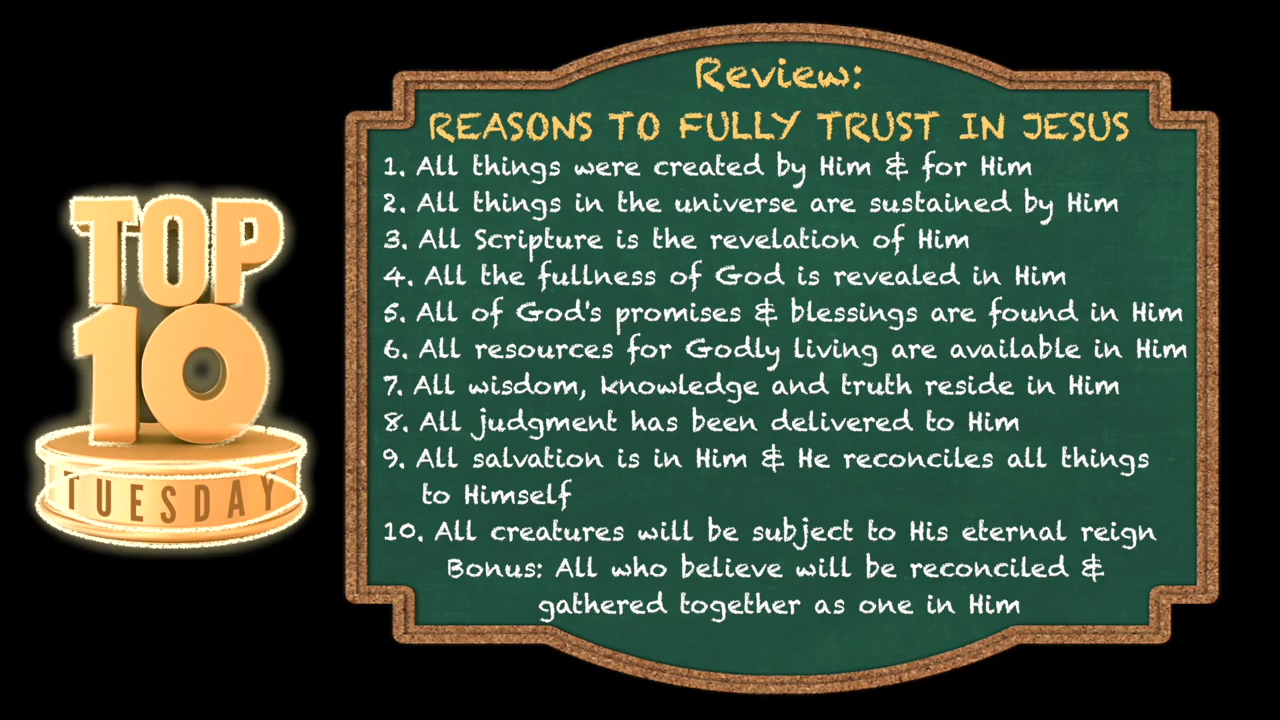 TOP
10
TUESDAY
Review:
REASONS TO FULLY TRUST IN JESUS
1. All things were created by Him & for Him
2. All things in the universe are sustained by Him
3. All Scripture is the revelation of Him
4. All the fullness of God is revealed in Him
5. All of God's promises & blessings are found in Him
6. All resources for Godly living are available in Him
7. All wisdom, knowledge and truth reside in Him
8. All judgment has been delivered to Him
9. All salvation is in Him & He reconciles all things
to Himself
10. All creatures will be subject to His eternal reign
Bonus: All who believe will be reconciled &
gathered together as one in Him